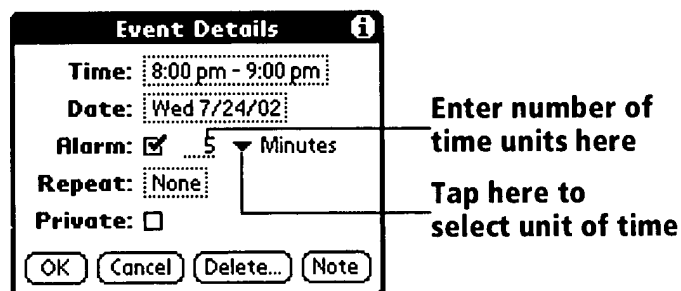 Event Details i
Time: 8:00 pm - 9:00 pm
Date: Wed 7/24/02
Alarm: 5 Minutes
Repeat: None
Private:
OK Cancel Delete... Note
Enter number of
time units here
Tap here to
select unit of time